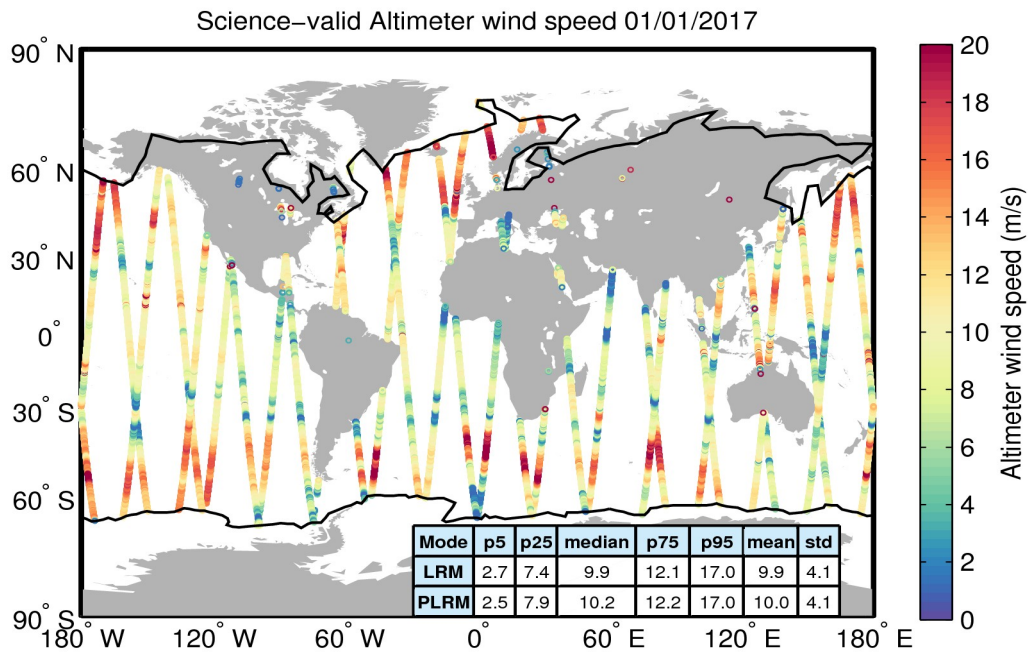 Science−valid Altimeter wind speed 01/01/2017
90° N
60° N
30° N
0°
30° S
60° S
90° S
180° W
120° W
60° W
0°
60° E
120° E
180° E
Mode p5 p25 median p75 p95 mean std
LRM 2.7 7.4 9.9 12.1 17.0 9.9 4.1
PLRM 2.5 7.9 10.2 12.2 17.0 10.0 4.1
20
18
16
14
12
10
8
6
4
2
0
Altimeter wind speed (m/s)